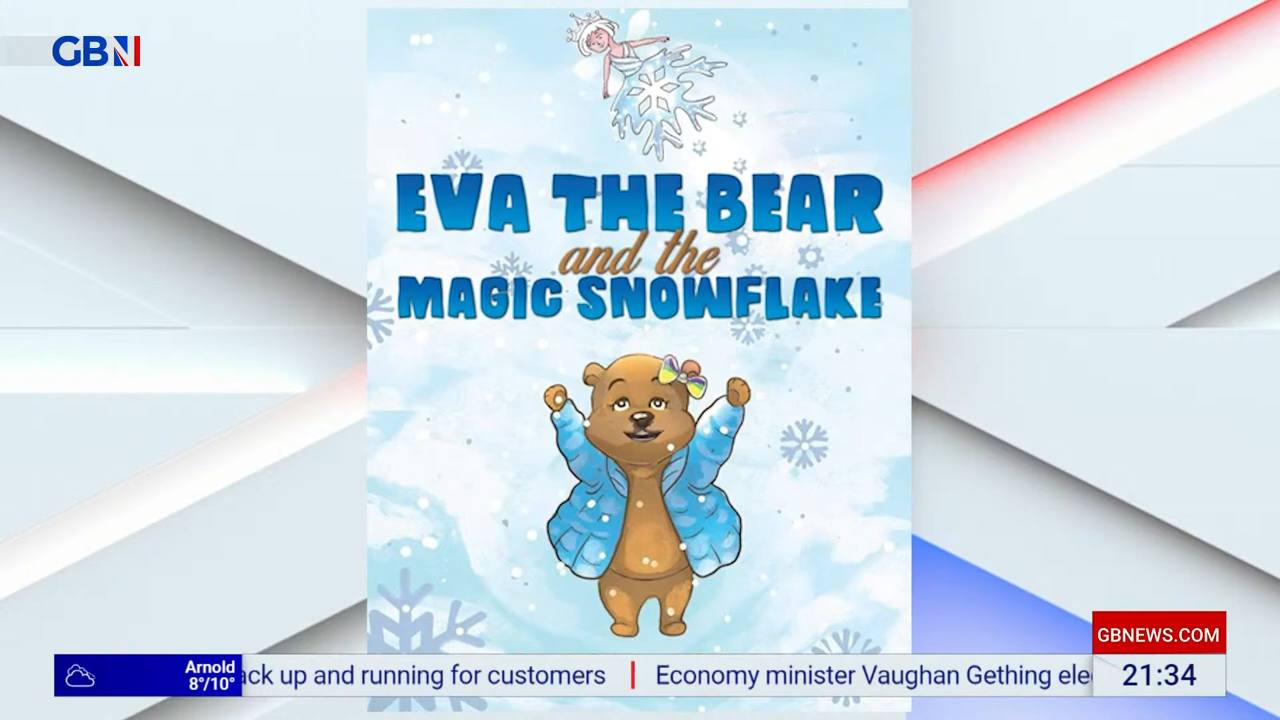 GBN
EVA THE BEAR
and the
MAGIC SNOWFLAKE
GBNEWS.COM
Arnold
8°/10°
ack up and running for customers | Economy minister Vaughan Gething ele
21:34